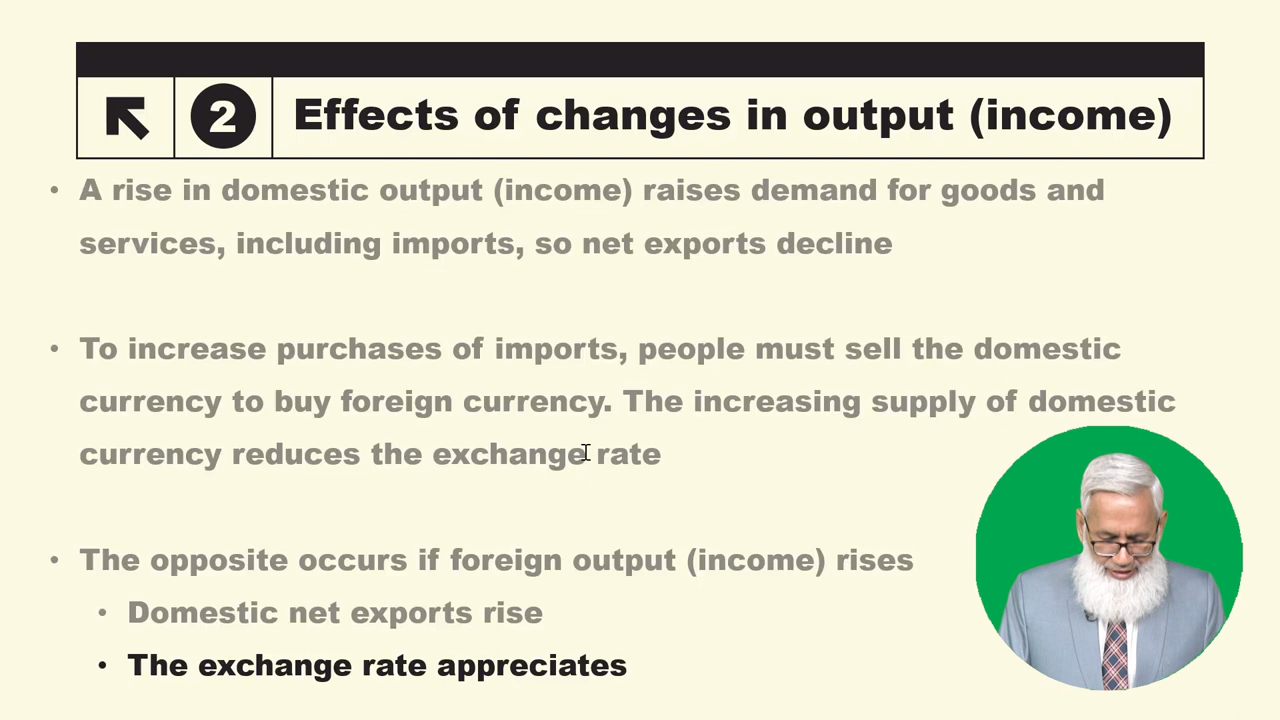 2 Effects of changes in output (income)
• A rise in domestic output (income) raises demand for goods and
services, including imports, so net exports decline
• To increase purchases of imports, people must sell the domestic
currency to buy foreign currency. The increasing supply of domestic
currency reduces the exchange rate
• The opposite occurs if foreign output (income) rises
• Domestic net exports rise
• The exchange rate appreciates